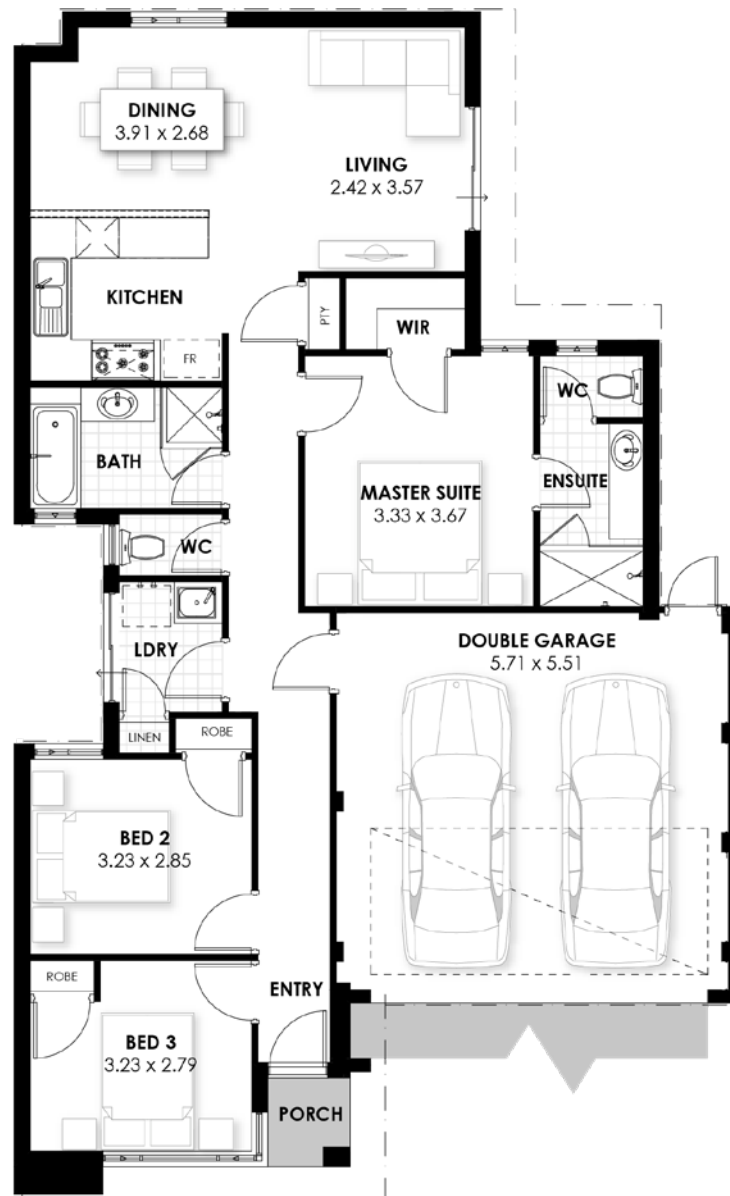 DINING
3.91 x 2.68
LIVING
2.42 x 3.57
KITCHEN
PTY
WIR
FR
WC
BATH
MASTER SUITE
3.33 x 3.67
ENSUITE
WC
LDRY
DOUBLE GARAGE
5.71 x 5.51
LINEN
ROBE
BED 2
3.23 x 2.85
ROBE
ENTRY
BED 3
3.23 x 2.79
PORCH